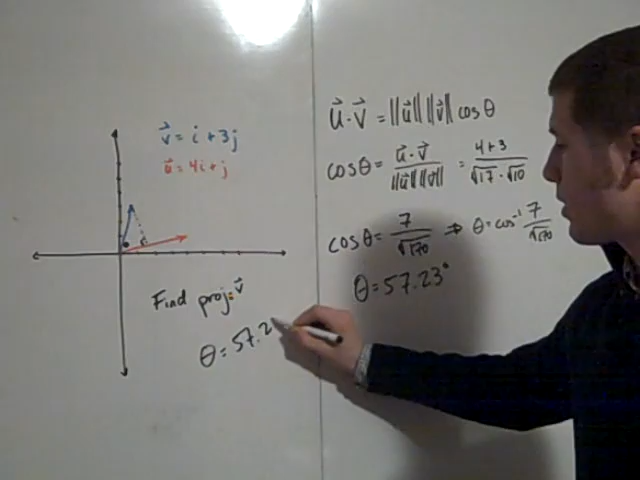 v⃗ = i + 3j
u⃗ = 4i + j
Find proj u⃗ v⃗
θ = 57.2
u⃗ · v⃗ = ||u⃗|| ||v⃗|| cos θ
cos θ = u⃗ · v⃗ / ||u⃗|| ||v⃗|| = 4+3 / √17 · √10
cos θ = 7 / √170 ⇒ θ = cos⁻¹ 7 / √170
θ = 57.23°